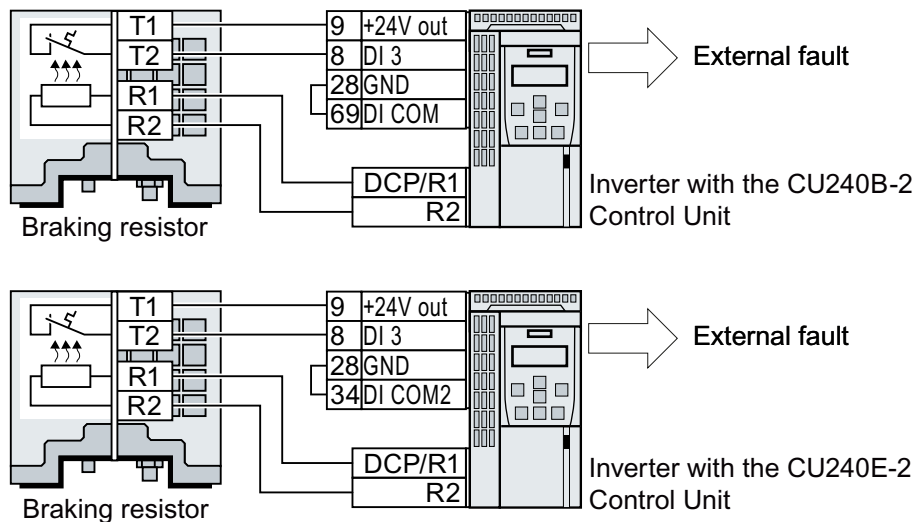 T1
T2
R1
R2
Braking resistor
9 +24V out
8 DI 3
28 GND
69 DI COM
DCP/R1
R2
External fault
Inverter with the CU240B-2
Control Unit
T1
T2
R1
R2
Braking resistor
9 +24V out
8 DI 3
28 GND
34 DI COM2
DCP/R1
R2
External fault
Inverter with the CU240E-2
Control Unit